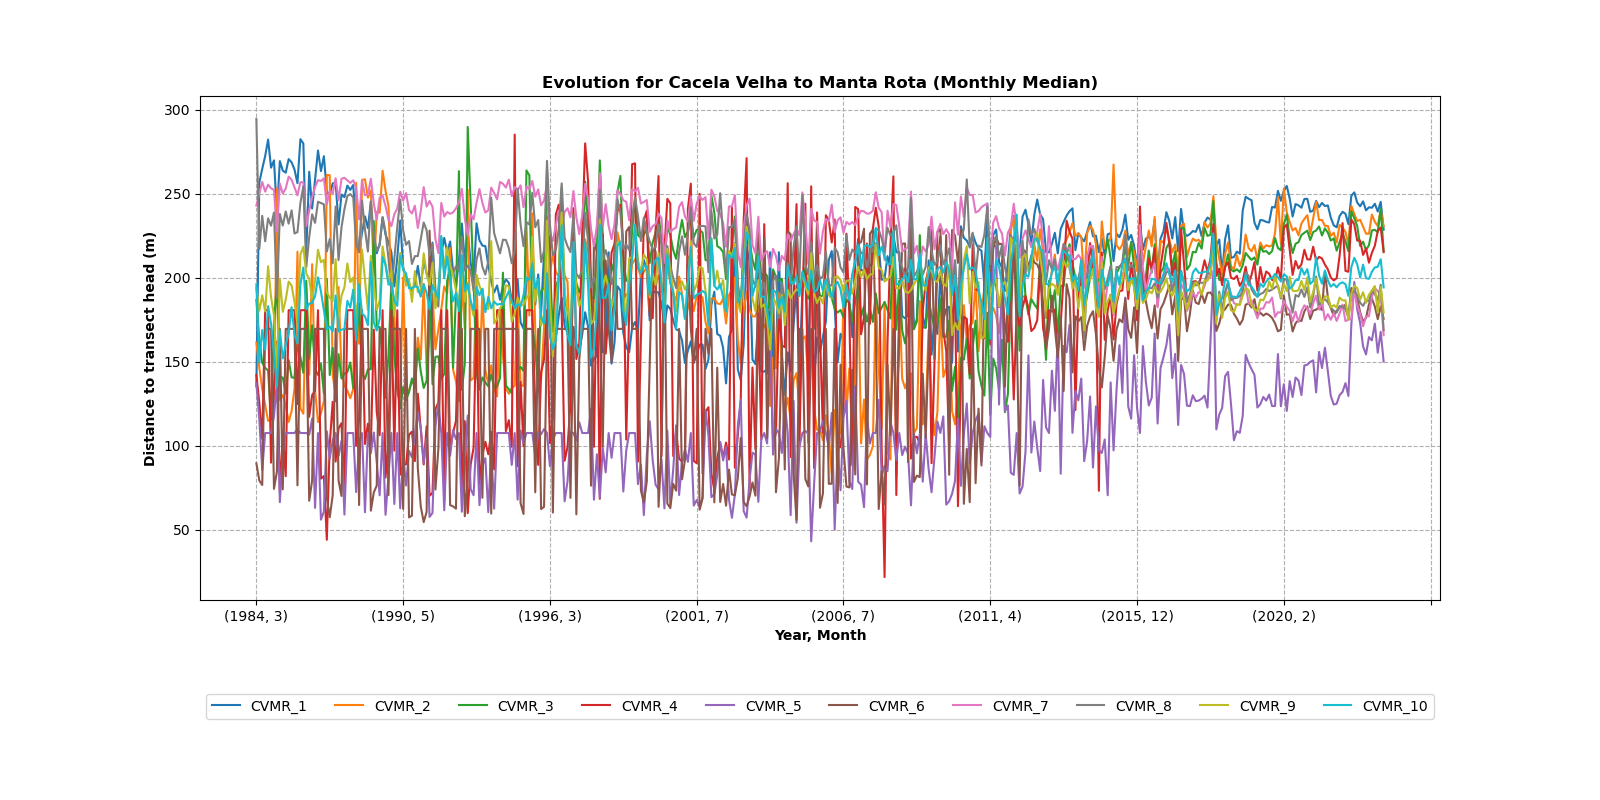 Evolution for Cacela Velha to Manta Rota (Monthly Median)
Distance to transect head (m)
300
250
200
150
100
50
(1984, 3) (1990, 5) (1996, 3) (2001, 7) (2006, 7) (2011, 4) (2015, 12) (2020, 2)
Year, Month
CVMR_1 CVMR_2 CVMR_3 CVMR_4 CVMR_5 CVMR_6 CVMR_7 CVMR_8 CVMR_9 CVMR_10